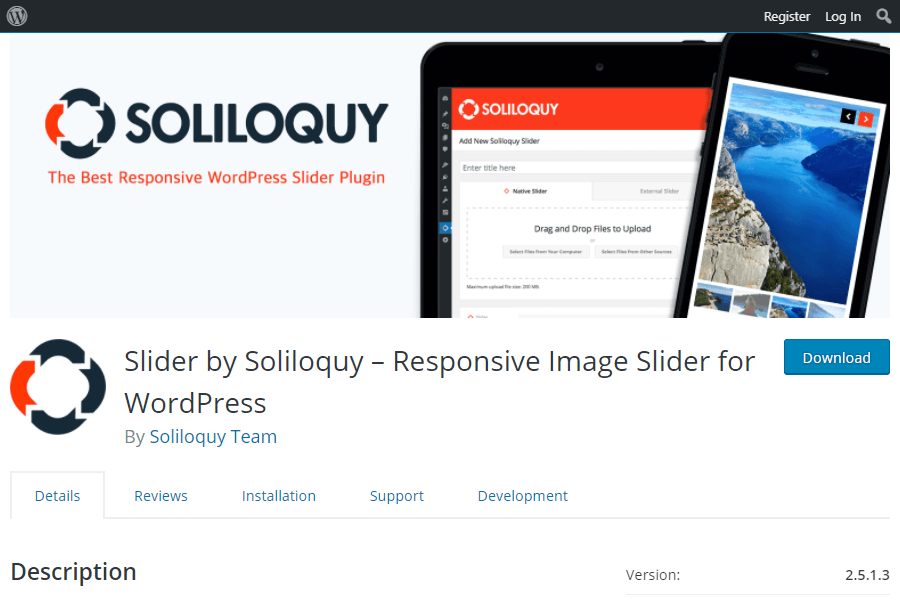 Register Log In
SOLILOQUY
The Best Responsive WordPress Slider Plugin
SOLILOQUY
Add New Soliloquy Slider
Enter title here
Native Slider External Slider
Drag and Drop Files to Upload
or
Select Files from Your Computer Select Files from Other Sources
Maximum upload file size: 200 MB.
Slider by Soliloquy – Responsive Image Slider for
WordPress
Download
By Soliloquy Team
Details Reviews Installation Support Development
Description
Version: 2.5.1.3